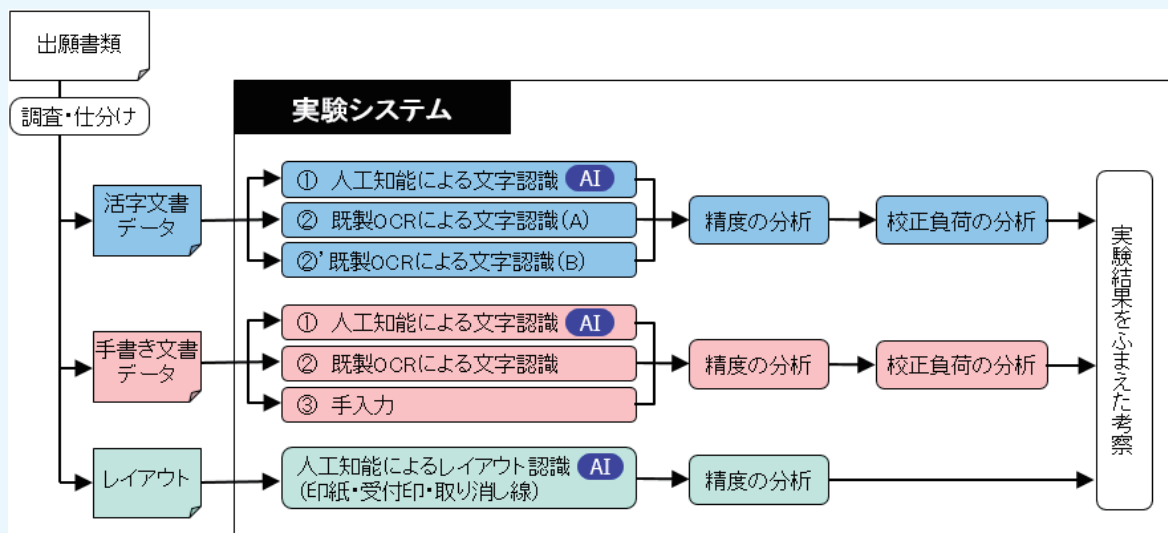 出願書類
調査・仕分け
実験システム
活字文書
データ
① 人工知能による文字認識 AI
② 既製OCRによる文字認識(A)
②' 既製OCRによる文字認識(B)
精度の分析
校正負荷の分析
手書き文書
データ
① 人工知能による文字認識 AI
② 既製OCRによる文字認識
③ 手入力
精度の分析
校正負荷の分析
レイアウト
人工知能によるレイアウト認識 AI
(印紙・受付印・取り消し線)
精度の分析
実験結果をふまえた考察